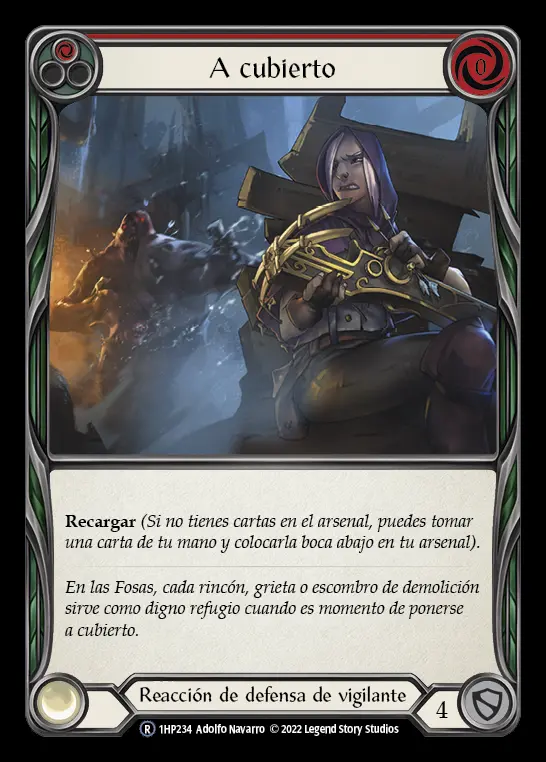 A cubierto
0
Recargar (Si no tienes cartas en el arsenal, puedes tomar
una carta de tu mano y colocarla boca abajo en tu arsenal).
En las Fosas, cada rincón, grieta o escombro de demolición
sirve como digno refugio cuando es momento de ponerse
a cubierto.
Reacción de defensa de vigilante
4
R 1HP234 Adolfo Navarro © 2022 Legend Story Studios